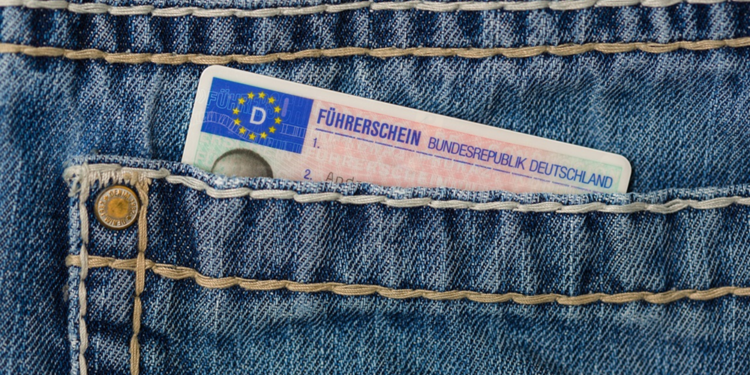 D
FÜHRERSCHEIN BUNDESREPUBLIK DEUTSCHLAND
1.
2.